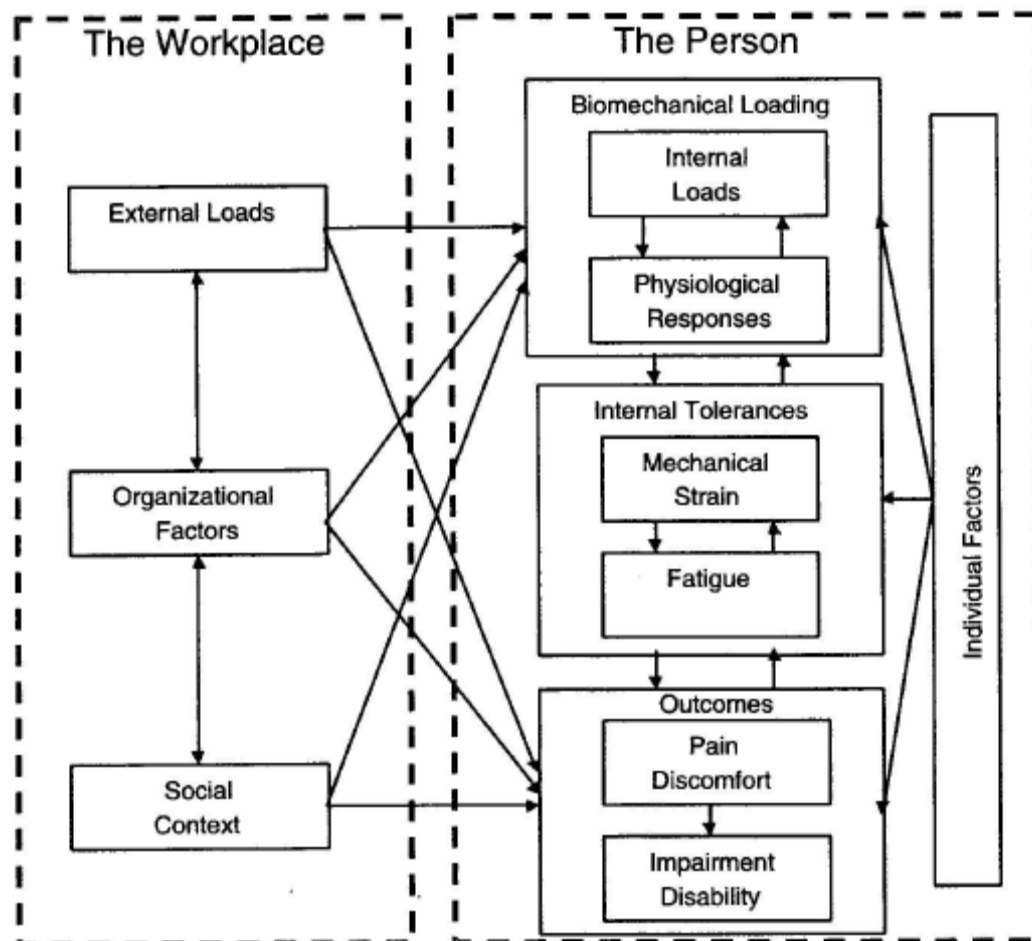 The Workplace
The Person
External Loads
Organizational
Factors
Social
Context
Biomechanical Loading
Internal
Loads
Physiological
Responses
Internal Tolerances
Mechanical
Strain
Fatigue
Outcomes
Pain
Discomfort
Impairment
Disability
Individual Factors